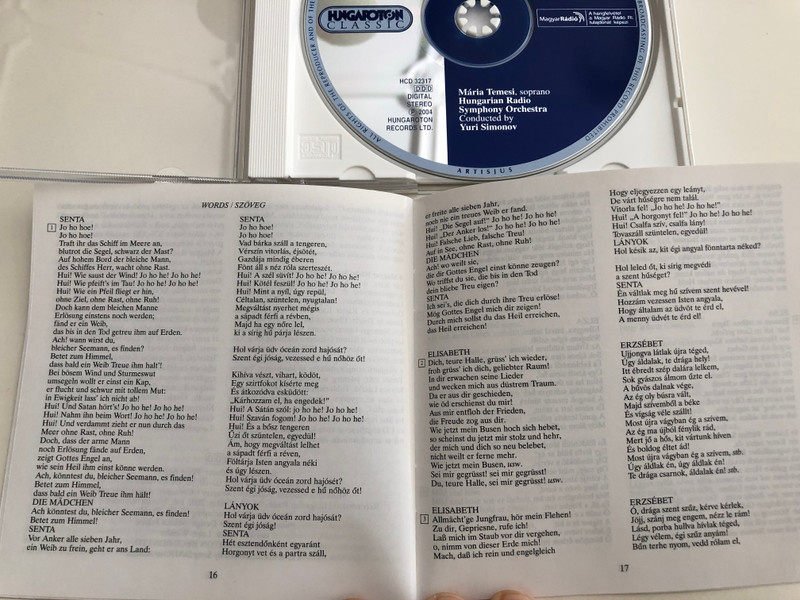 HUNGAROTON
CLASSIC
MagyarRádió
ALL RIGHTS OF THE PRODUCER AND OF THE
BROADCASTING OF THIS RECORD PROHIBITED
HCD 32317
DDD
DIGITAL
STEREO
℗ 2004
HUNGAROTON
RECORDS LTD.
Mária Temesi, soprano
Hungarian Radio
Symphony Orchestra
Conducted by
Yuri Simonov
ARTISJUS
WORDS / SZÖVEG
SENTA
1 Jo ho hoe!
Jo ho hoe!
Traft ihr das Schiff im Meere an,
blutrot die Segel, schwarz der Mast?
Auf hohem Bord der bleiche Mann,
des Schiffes Herr, wacht ohne Rast.
Hui! Wie saust der Wind! Jo ho he! Jo ho he!
Hui! Wie pfeift's im Tau! Jo ho he! Jo ho he!
Hui! Wie ein Pfeil fliegt er hin,
ohne Ziel, ohne Rast, ohne Ruh!
Doch kann dem bleichen Manne
Erlösung einstens noch werden;
fänd er ein Weib,
das bis in den Tod getreu ihm auf Erden.
Ach! wann wirst du,
bleicher Seemann, es finden?
Betet zum Himmel,
dass bald ein Weib Treue ihm halt'!
Bei bösem Wind und Sturmeswut
umsegeln wollt er einst ein Kap,
er flucht und schwur mit tollem Mut:
in Ewigkeit lass' ich nicht ab!
Hui! Und Satan hört's! Jo ho he! Jo ho he!
Hui! Nahm ihn beim Wort! Jo ho he! Jo ho he!
Hui! Und verdammt zieht er nun durch das
Meer ohne Rast, ohne Ruh!
Doch, dass der arme Mann
noch Erlösung fände auf Erden,
zeigt Gottes Engel an,
wie sein Heil ihm einst könne werden.
Ach, könntest du, bleicher Seemann, es finden!
Betet zum Himmel,
dass bald ein Weib Treue ihm hält!
DIE MÄDCHEN
Ach könntest du, bleicher Seemann, es finden!
Betet zum Himmel!
SENTA
Vor Anker alle sieben Jahr,
ein Weib zu frein, geht er ans Land:
SENTA
Jo ho hoe!
Jo ho hoe!
Vad bárka száll a tengeren,
Vérszín vitorlás, éjsötét,
Gazdája mindig éberen
Fönt áll s néz róla szerteszét.
Hui! A szél süvít! Jo ho he! Jo ho he!
Hui! Kötél feszül! Jo ho he! Jo ho he!
Hui! Mint a nyíl, úgy repül,
Céltalan, szüntelen, nyugtalan!
Megváltást nyerhet mégis
a sápadt férfi a révben,
Majd ha egy nőre lel,
ki a sírig hű párja lészen.
Hol várja üdv óceán zord hajósát?
Szent égi jóság, vezessed e hű nőhöz őt!
Kihíva vészt, vihart, ködöt,
Egy szirtfokot kísérte meg
És átkozódva esküdött:
„Kárhozzam el, ha engedek!"
Hui! A Sátán szól: jo ho he! Jo ho he!
Hui! Szaván fogom! Jo ho he! Jo ho he!
Hui! És a bősz tengeren
Űzi őt szüntelen, egyedül!
Ám, hogy megváltást lelhet
a sápadt férfi a réven,
Föltárja Isten angyala néki
és úgy lészen.
Hol várja üdv óceán zord hajósát?
Szent égi jóság, vezessed e hű nőhöz őt!
LÁNYOK
Hol várja üdv óceán zord hajósát?
Szent égi jóság!
SENTA
Hét esztendőnként egyaránt
Horgonyt vet és a partra száll,
16
er freite alle sieben Jahr,
noch nie ein treues Weib er fand.
Hui! „Die Segel auf!" Jo ho he! Jo ho he!
Hui! „Der Anker los!" Jo ho he! Jo ho he!
Hui! Falsche Lieb, falsche Treu!
Auf in See, ohne Rast, ohne Ruh!
DIE MÄDCHEN
Ach! wo weilt sie,
die dir Gottes Engel einst könne zeugen?
Wo triffst du sie, die bis in den Tod
dein bliebe Treu eigen?
SENTA
Ich sei's, die dich durch ihre Treu erlöse!
Mög Gottes Engel mich dir zeigen!
Durch mich sollst du das Heil erreichen,
das Heil erreichen!
ELISABETH
2 Dich, teure Halle, grüss' ich wieder,
froh grüss' ich dich, geliebter Raum!
In dir erwachen seine Lieder
und wecken mich aus düstrem Traum.
Da er aus dir geschieden,
wie öd erschienst du mir!
Aus mir entfloh der Frieden,
die Freude zog aus dir.
Wie jetzt mein Busen hoch sich hebet,
so scheinst du jetzt mir stolz und hehr,
der mich und dich so neu belebet,
nicht weilt er ferne mehr.
Wie jetzt mein Busen, usw.
Sei mir gegrüsst! sei mir gegrüsst!
Du, teure Halle, sei mir gegrüsst! usw.
ELISABETH
3 Allmächt'ge Jungfrau, hör mein Flehen!
Zu dir, Gepriesne, rufe ich!
Laß mich im Staub vor dir vergehen,
o, nimm von dieser Erde mich!
Mach, daß ich rein und engelgleich
Hogy eljegyezzen egy leányt,
De várt hűségre nem talál.
Vitorla fel! „Jo ho he! Jo ho he!"
Hui! „A horgonyt fel!" Jo ho he! Jo ho he!
Hui! Csalfa szív, csalfa lány!
Tovaszáll szüntelen, egyedül!
LÁNYOK
Hol késik az, kit égi angyal fönntarta néked?
Hol leled őt, ki sírig megvédi
a szent hűséget?
SENTA
Én váltlak meg hű szívem szent hevével!
Hozzám vezessen Isten angyala,
Hogy általam az üdvöt te érd el,
A menny üdvét te érd el!
ERZSÉBET
Ujjongva látlak újra téged,
Úgy áldalak, te drága hely!
Itt ébredt szép dalára lelkem,
Sok gyászos álmom űzte el.
A bűvös dalnak vége,
Az ég oly búsra vált,
Majd szívemből a béke
És vígság véle szállt!
Most újra vágyban ég a szívem,
Az ég ma újból fénylik rád,
Mert jő a hős, kit vártunk híven
És boldog éltet ád!
Most újra vágyban ég a szívem, stb.
Úgy áldlak én, úgy áldlak én!
Te drága csarnok, áldalak én! stb.
ERZSÉBET
Ó, drága szent szűz, kérve kérlek,
Jöjj, szánj meg engem, nézz le rám!
Lásd, porba hullva hívlak téged,
Légy vélem, égi szűz anyám!
Bűn terhe nyom, vedd rólam el,
17